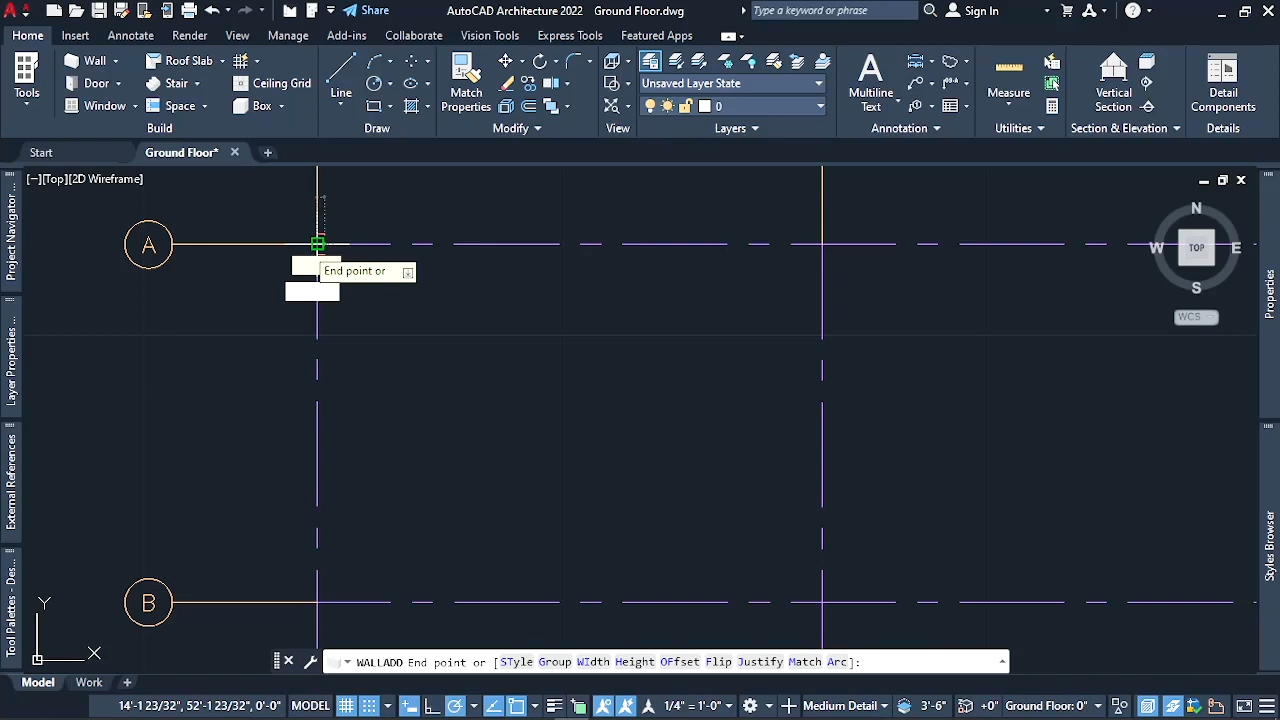 Share
AutoCAD Architecture 2022 Ground Floor.dwg
Type a keyword or phrase
Sign In
Home Insert Annotate Render View Manage Add-ins Collaborate Vision Tools Express Tools Featured Apps
Tools
Wall
Door
Window
Roof Slab
Stair
Space
Ceiling Grid
Box
Build
Line
Draw
Match
Properties
Modify
View
Unsaved Layer State
0
Layers
Multiline
Text
Annotation
Measure
Utilities
Vertical
Section
Section & Elevation
Detail
Components
Details
Start
Ground Floor*
[−][Top][2D Wireframe]
Project Navigator ...
Layer Properties ...
External References
Tool Palettes - Des...
A
B
End point or
N
W TOP E
S
WCS
Properties
Styles Browser
Y
X
WALLADD End point or [STyle Group WIdth Height OFfset Flip Justify Match Arc]:
Model Work
14'-1 23/32", 52'-1 23/32", 0'-0" MODEL
1/4" = 1'-0" Medium Detail 3'-6" +0" Ground Floor: 0"